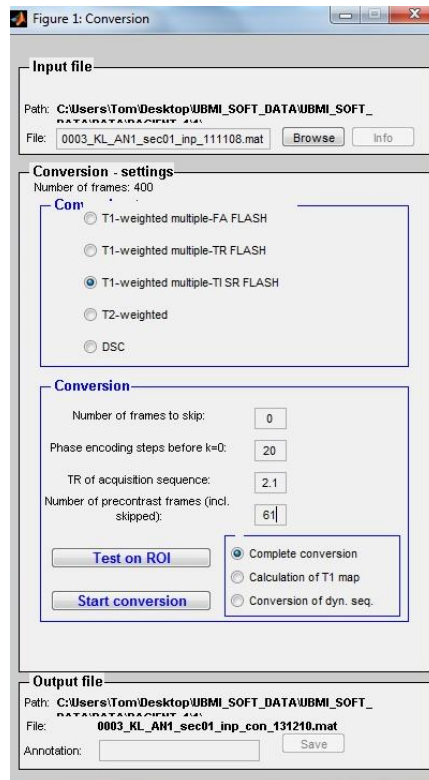 Figure 1: Conversion
Input file
Path: C:\Users\Tom\Desktop\UBMI_SOFT_DATA\UBMI_SOFT_
File: 0003_KL_AN1_sec01_inp_111108.mat Browse Info
Conversion - settings
Number of frames: 400
T1-weighted multiple-FA FLASH
T1-weighted multiple-TR FLASH
T1-weighted multiple-TI SR FLASH
T2-weighted
DSC
Conversion
Number of frames to skip: 0
Phase encoding steps before k=0: 20
TR of acquisition sequence: 2.1
Number of precontrast frames (incl.
skipped): 61
Test on ROI
Start conversion
Complete conversion
Calculation of T1 map
Conversion of dyn. seq.
Output file
Path: C:\Users\Tom\Desktop\UBMI_SOFT_DATA\UBMI_SOFT_
File: 0003_KL_AN1_sec01_inp_con_131210.mat
Annotation: Save